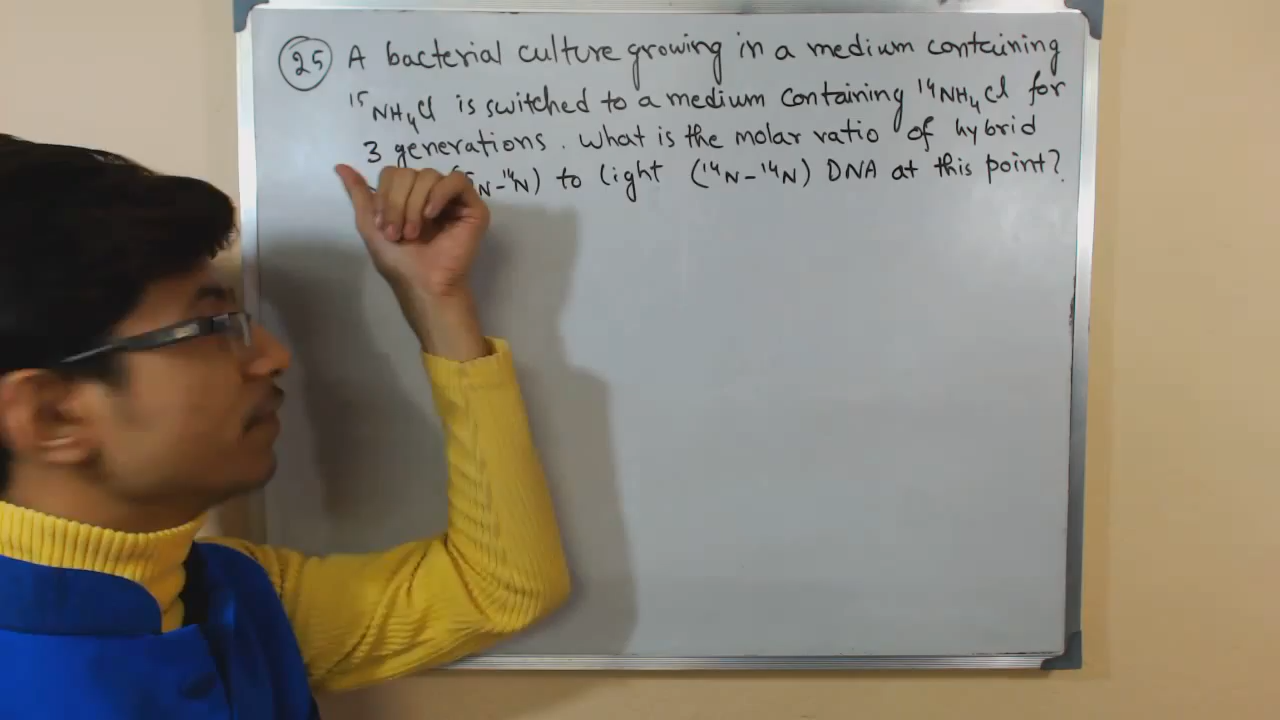 25 A bacterial culture growing in a medium containing
¹⁵NH₄Cl is switched to a medium containing ¹⁴NH₄Cl for
3 generations. What is the molar ratio of hybrid
N-¹⁴N) to light (¹⁴N-¹⁴N) DNA at this point?